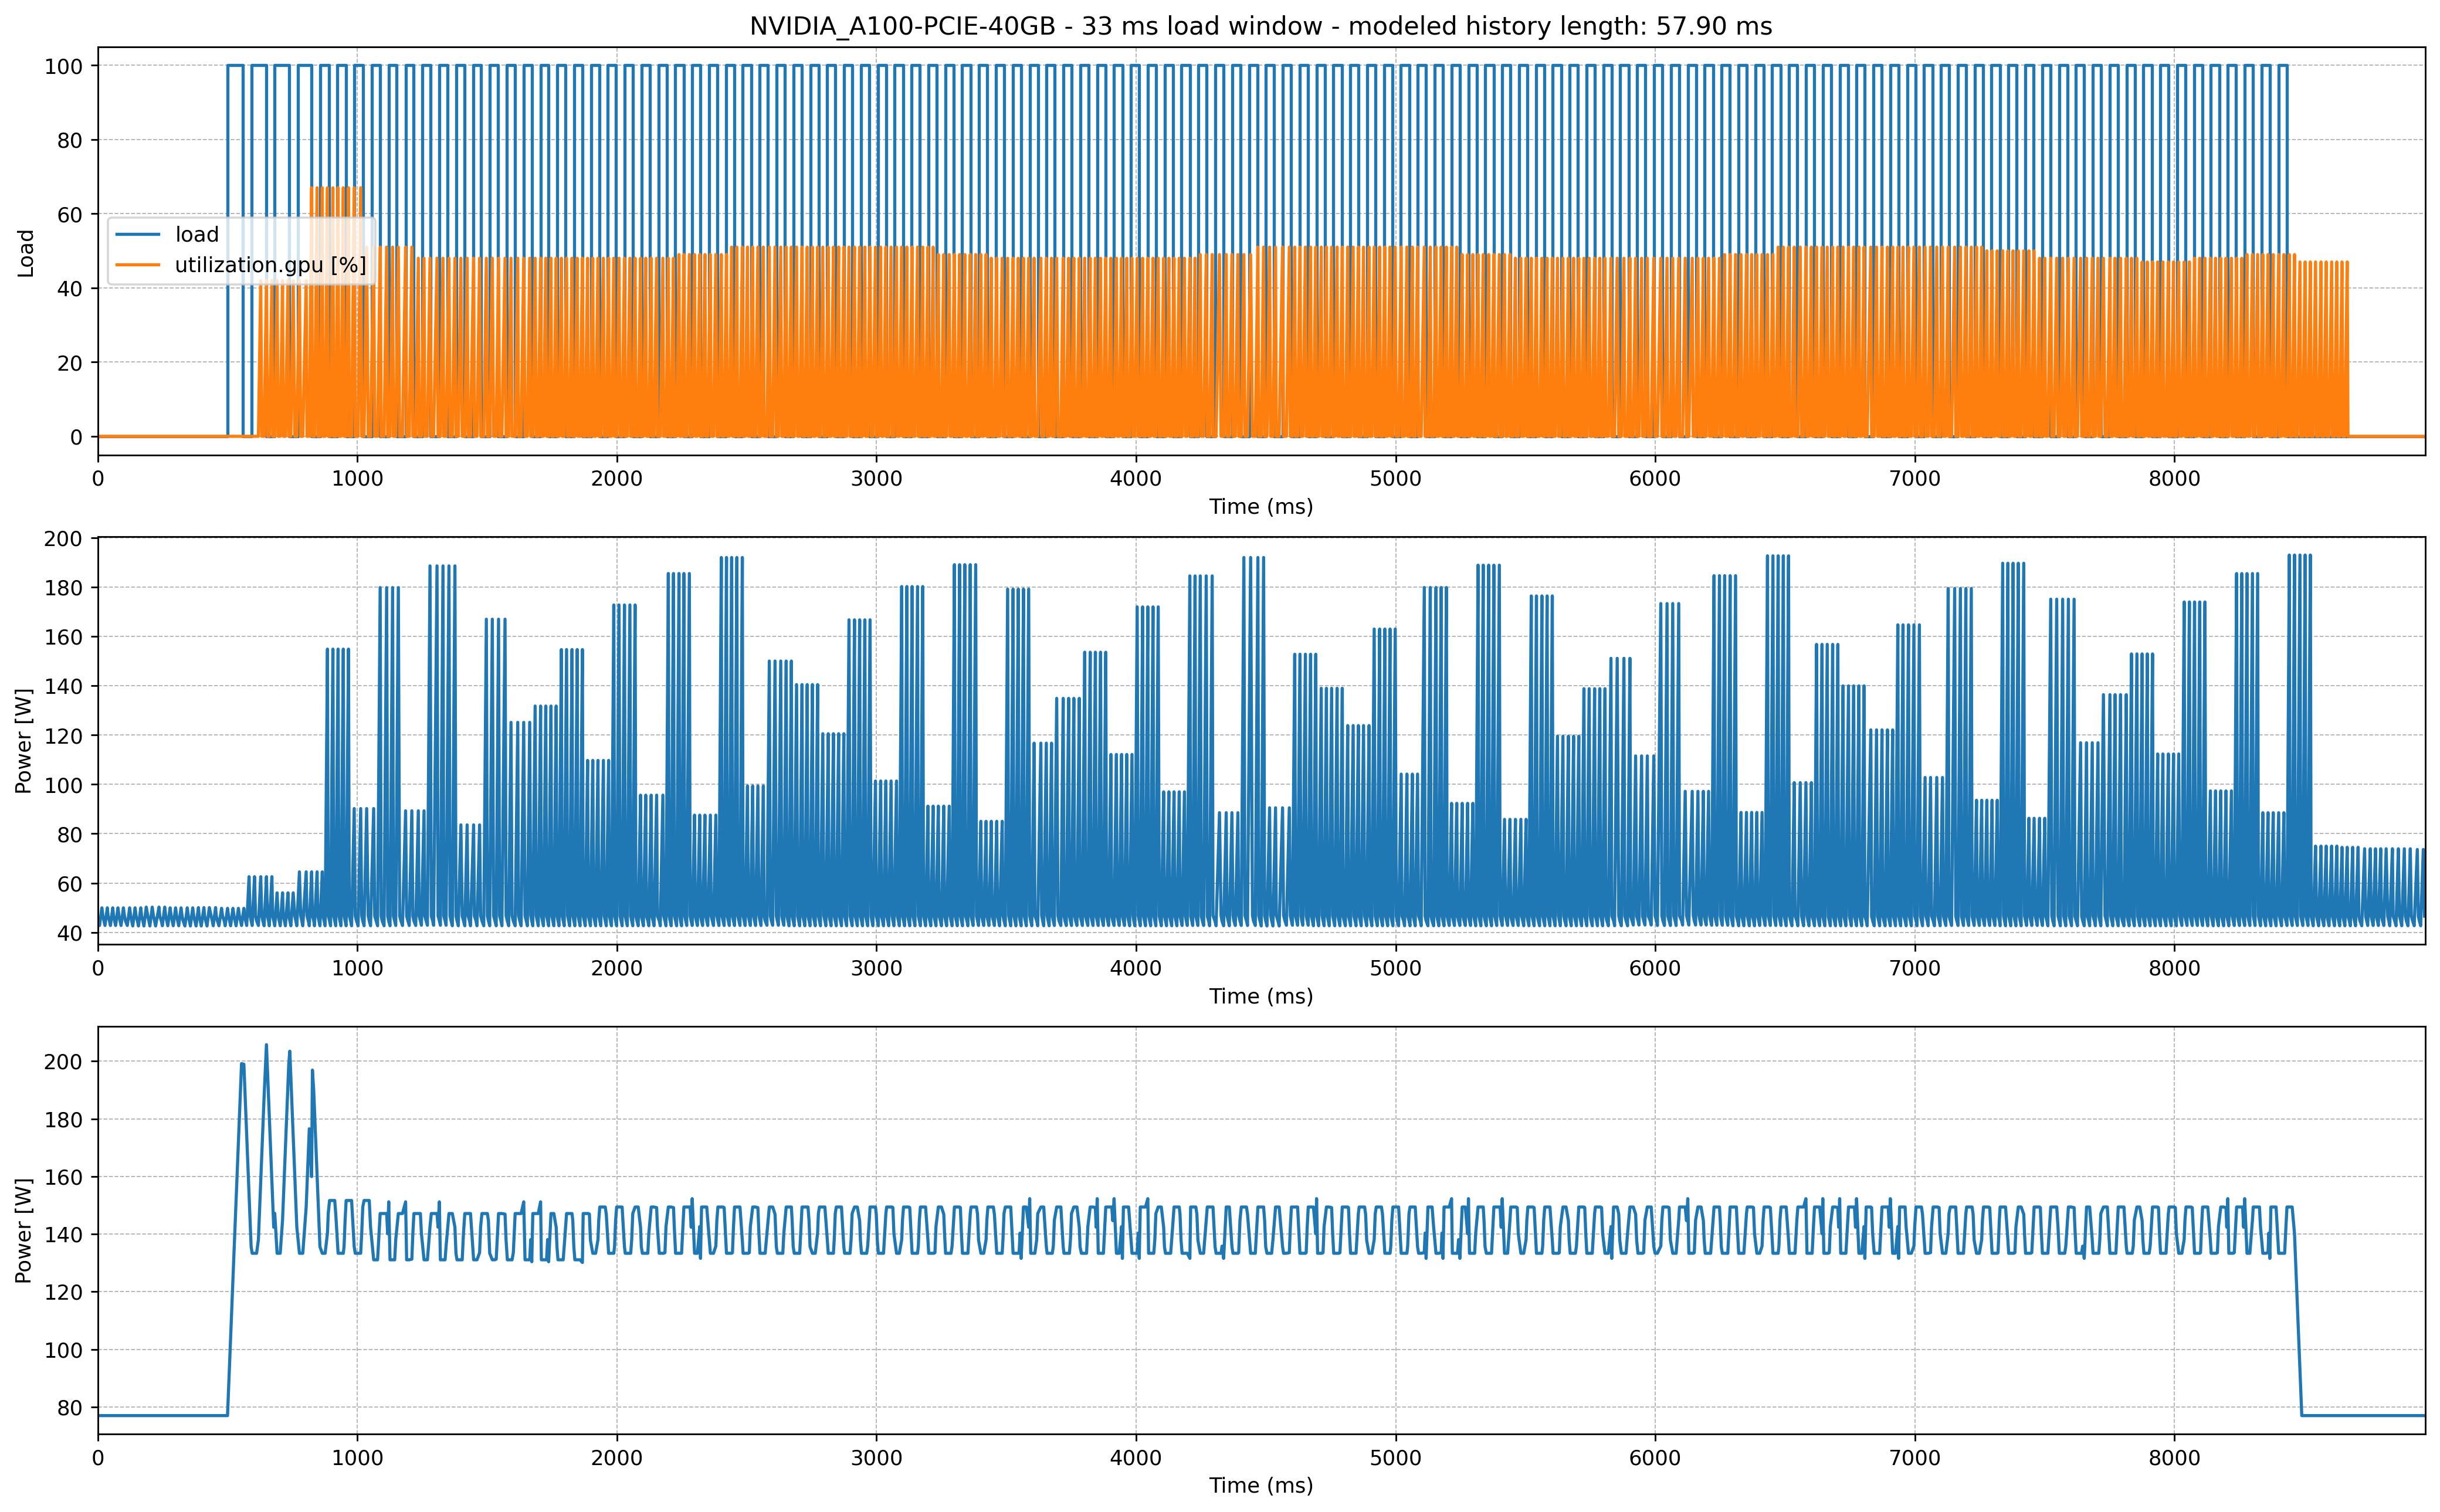 NVIDIA_A100-PCIE-40GB - 33 ms load window - modeled history length: 57.90 ms
100
80
60
40
20
0
Load
load
utilization.gpu [%]
0 1000 2000 3000 4000 5000 6000 7000 8000
Time (ms)
200
180
160
140
120
100
80
60
40
Power [W]
0 1000 2000 3000 4000 5000 6000 7000 8000
Time (ms)
200
180
160
140
120
100
80
Power [W]
0 1000 2000 3000 4000 5000 6000 7000 8000
Time (ms)